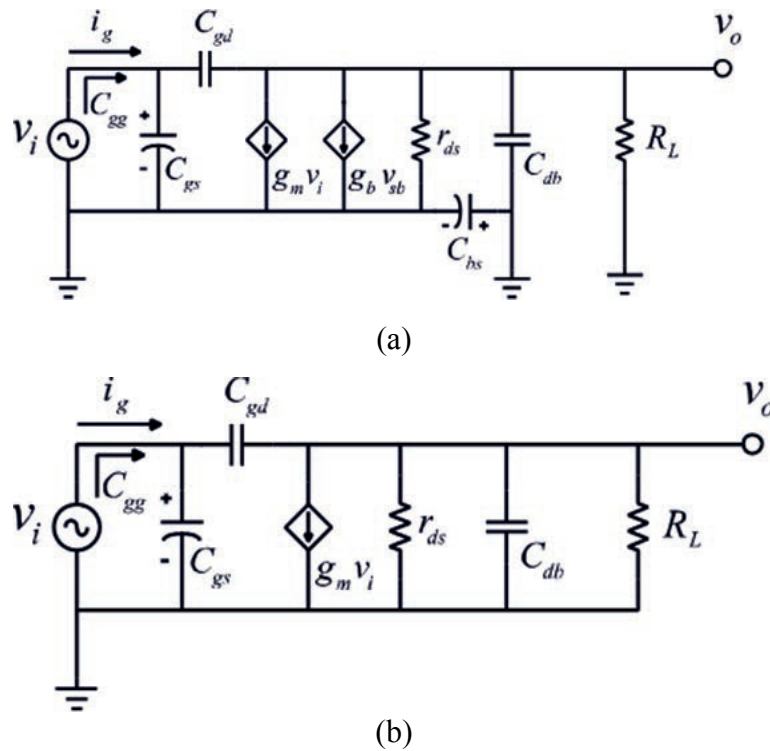 i_g
C_gd
v_o
C_gg
+
v_i
-
C_gs
g_m v_i
g_b v_sb
r_ds
C_db
R_L
- +
C_bs
(a)
i_g
C_gd
v_o
C_gg
+
v_i
-
C_gs
g_m v_i
r_ds
C_db
R_L
(b)